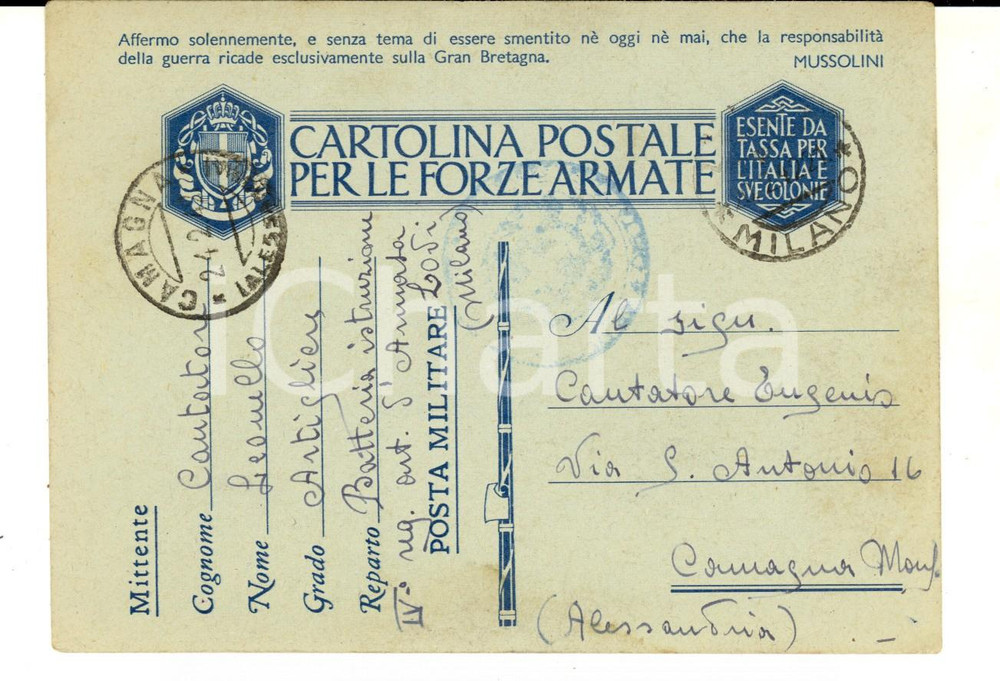 Affermo solennemente, e senza tema di essere smentito nè oggi nè mai, che la responsabilità
della guerra ricade esclusivamente sulla Gran Bretagna.
MUSSOLINI
CARTOLINA POSTALE
PER LE FORZE ARMATE
ESENTE DA
TASSA PER
L'ITALIA E
SVE COLONIE
CAMAGNA
* MILANO *
Mittente
Cognome Cantatore
Nome Leonello
Grado Artigliere
Reparto Batteria istruzione
IV° reg. art. d'Armata
POSTA MILITARE Lodi
(Milano)
Al sign.
Cantatore Eugenio
Via S. Antonio 16
Camagna Monf.
(Alessandria)
iCharta